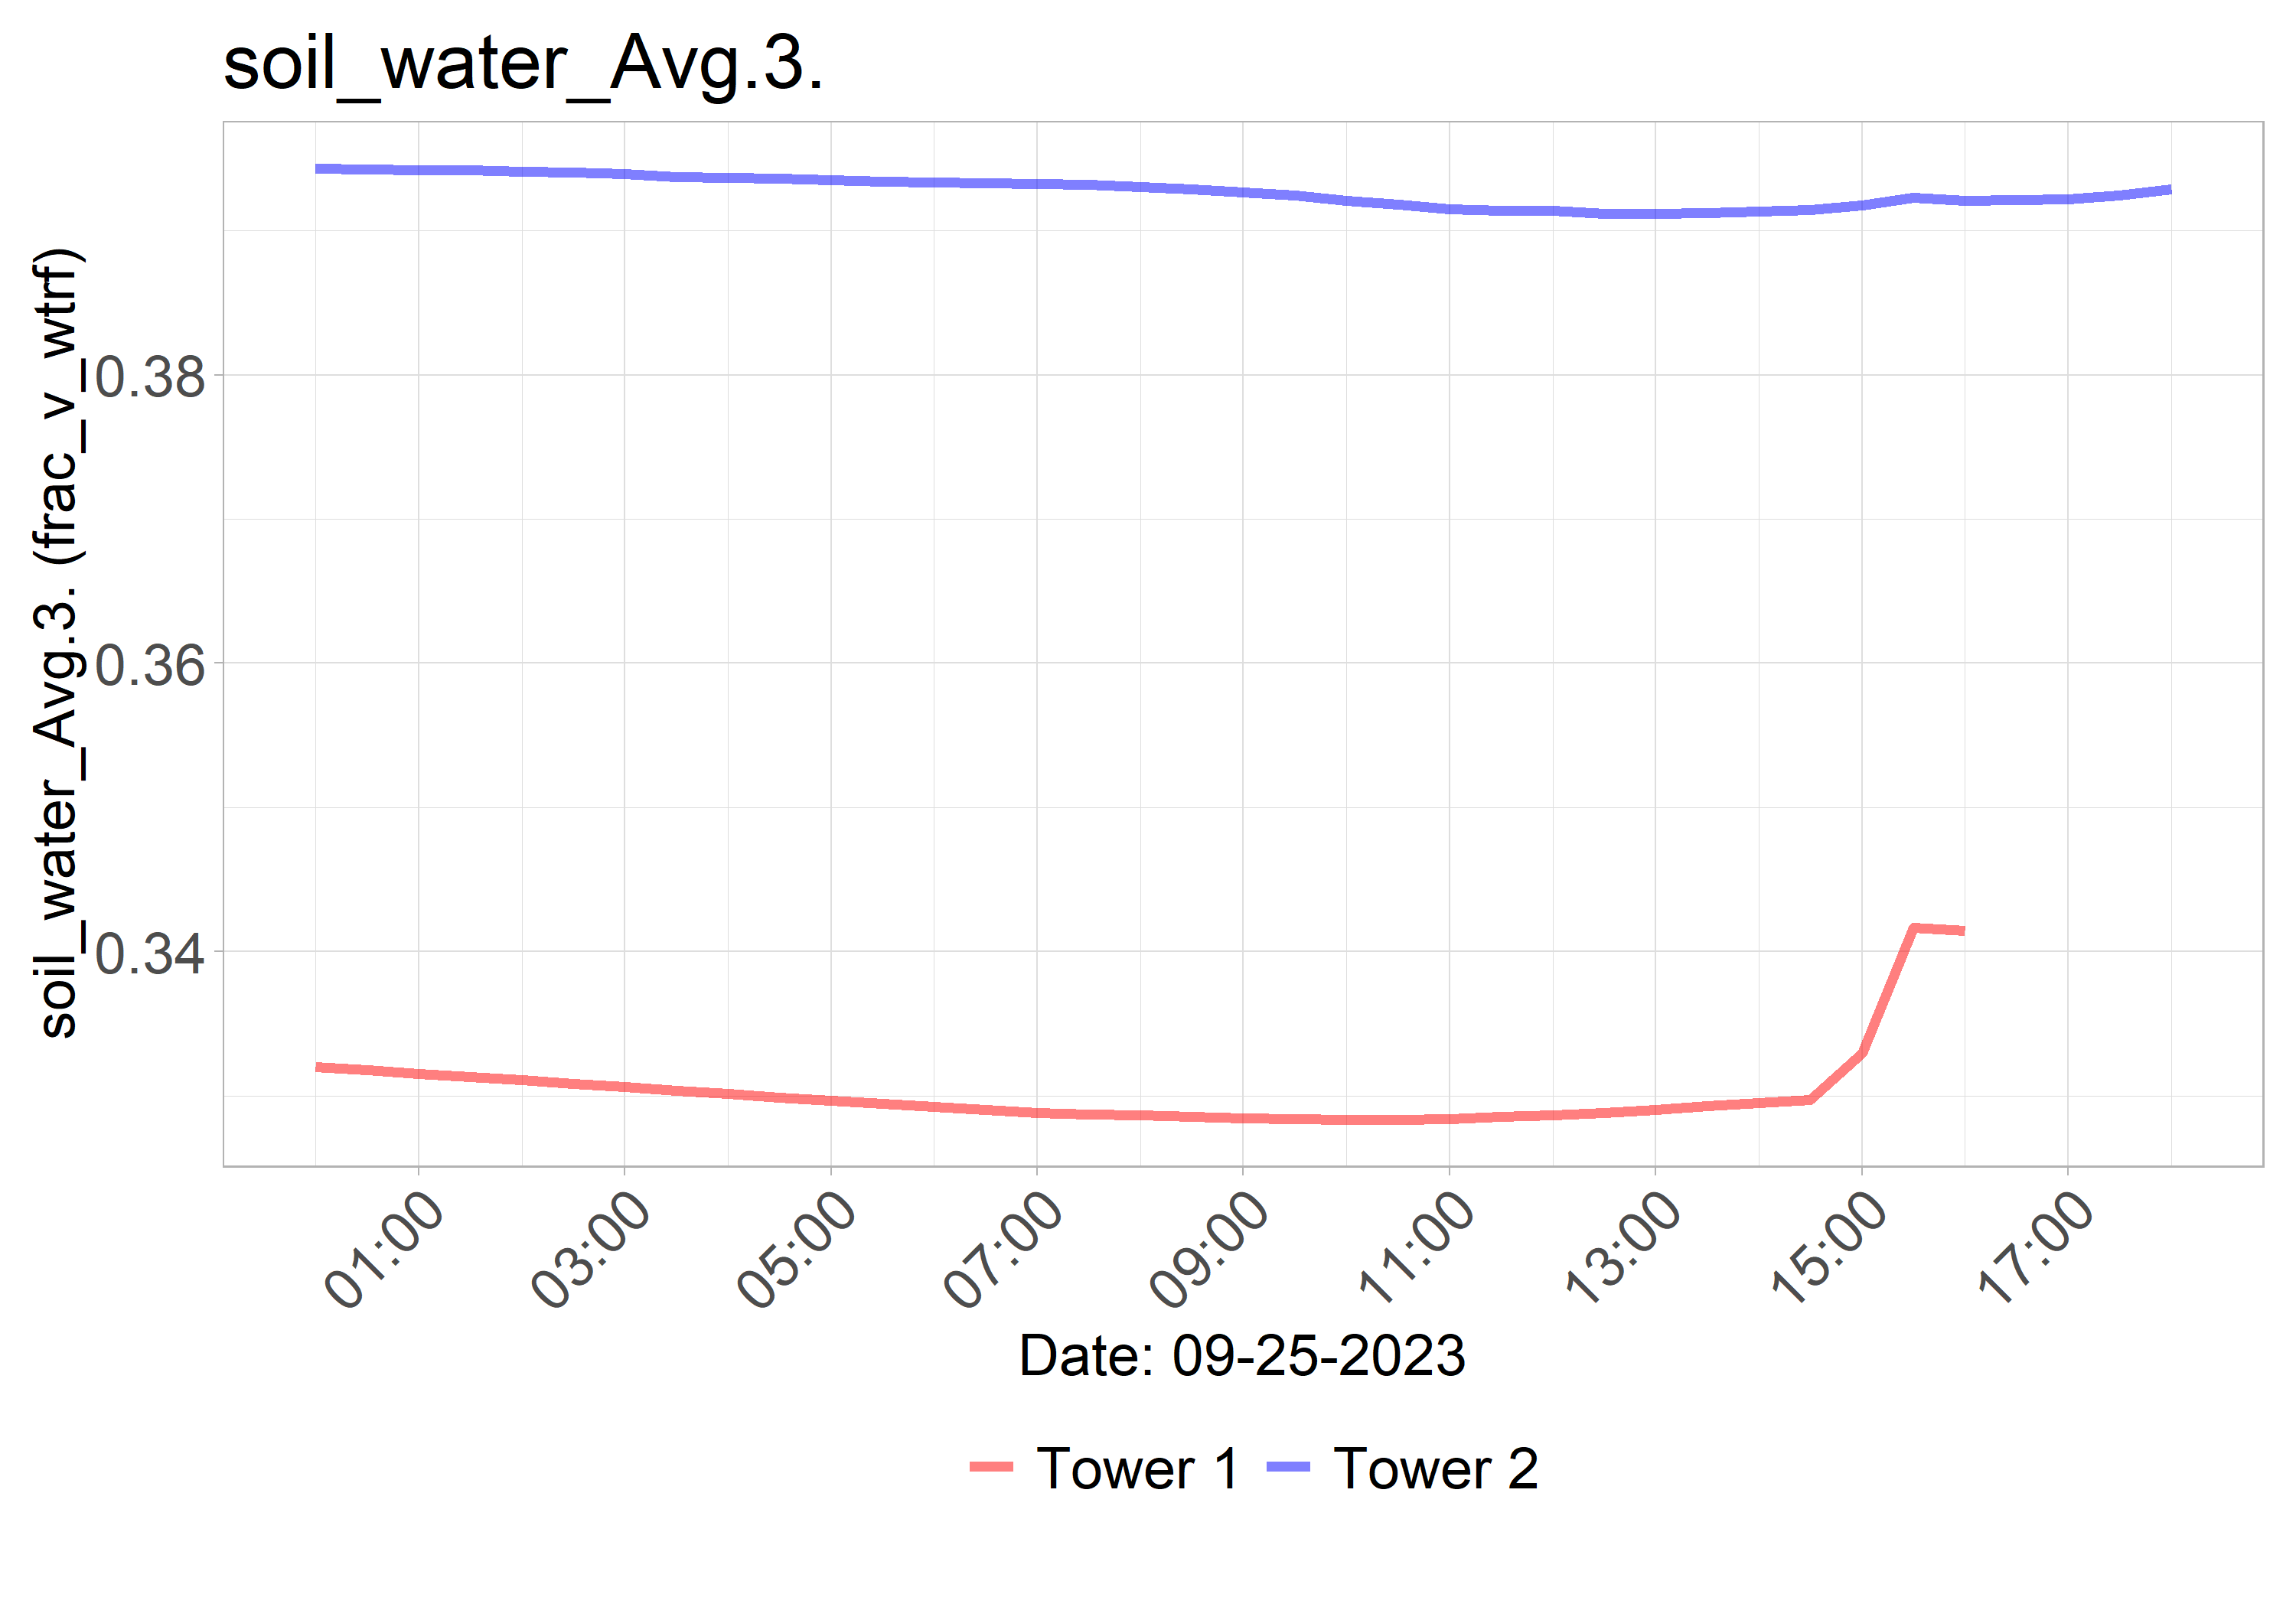 soil_water_Avg.3.
soil_water_Avg.3. (frac_v_wtrf)
0.38
0.36
0.34
01:00
03:00
05:00
07:00
09:00
11:00
13:00
15:00
17:00
Date: 09-25-2023
Tower 1
Tower 2